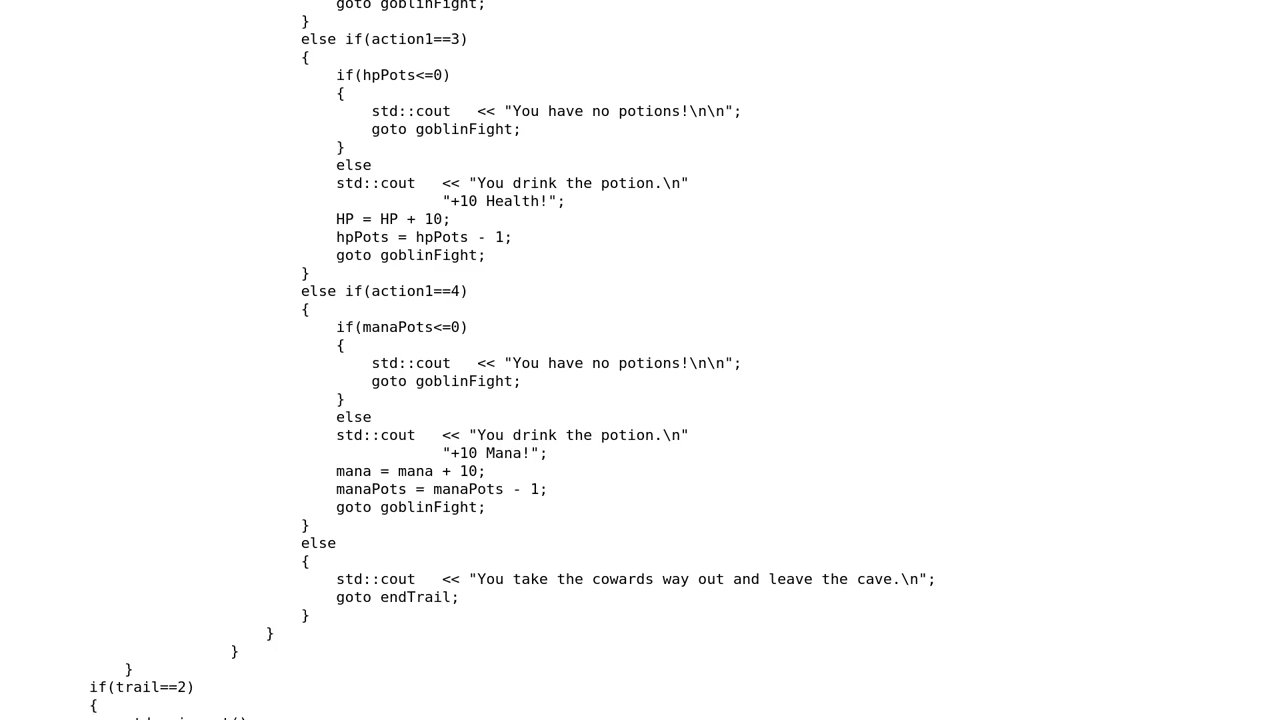 goto goblinFight;
}
else if(action1==3)
{
if(hpPots<=0)
{
std::cout   << "You have no potions!\n\n";
goto goblinFight;
}
else
std::cout   << "You drink the potion.\n"
"+10 Health!";
HP = HP + 10;
hpPots = hpPots - 1;
goto goblinFight;
}
else if(action1==4)
{
if(manaPots<=0)
{
std::cout   << "You have no potions!\n\n";
goto goblinFight;
}
else
std::cout   << "You drink the potion.\n"
"+10 Mana!";
mana = mana + 10;
manaPots = manaPots - 1;
goto goblinFight;
}
else
{
std::cout   << "You take the cowards way out and leave the cave.\n";
goto endTrail;
}
}
}
}
if(trail==2)
{